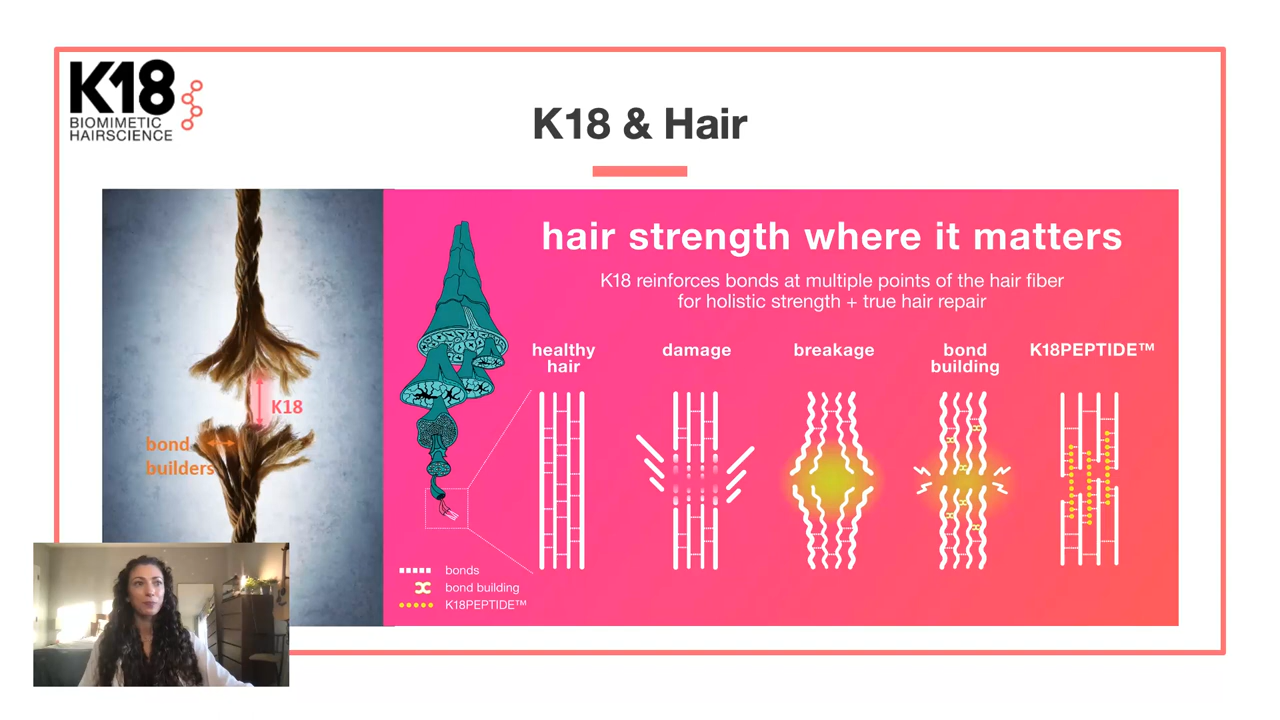 K18
BIOMIMETIC
HAIRSCIENCE
K18 & Hair
K18
bond
builders
hair strength where it matters
K18 reinforces bonds at multiple points of the hair fiber
for holistic strength + true hair repair
healthy
hair
damage
breakage
bond
building
K18PEPTIDE™
bonds
bond building
K18PEPTIDE™